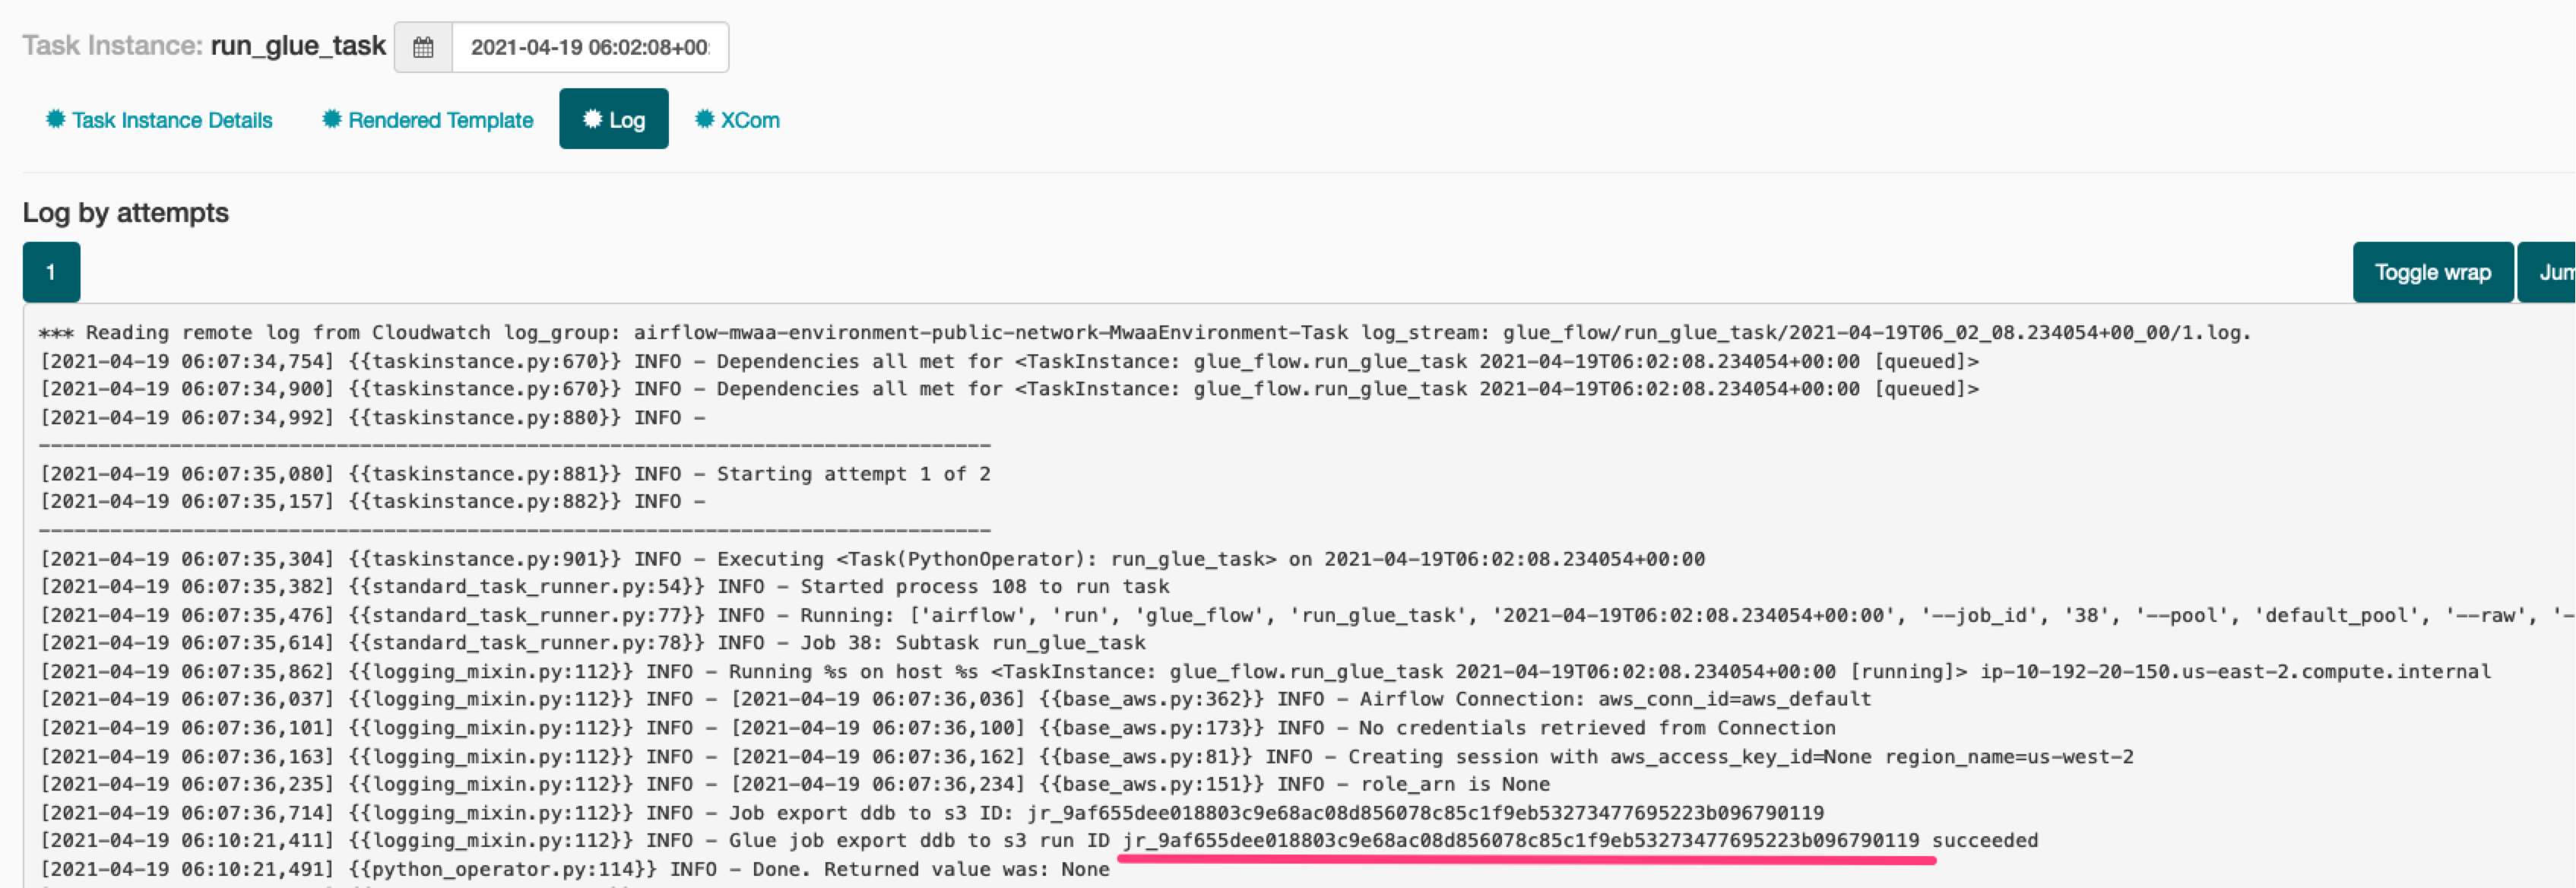 Task Instance: run_glue_task 2021-04-19 06:02:08+00:
Task Instance Details Rendered Template Log XCom
Log by attempts
1 Toggle wrap Jum
*** Reading remote log from Cloudwatch log_group: airflow-mwaa-environment-public-network-MwaaEnvironment-Task log_stream: glue_flow/run_glue_task/2021-04-19T06_02_08.234054+00_00/1.log.
[2021-04-19 06:07:34,754] {{taskinstance.py:670}} INFO - Dependencies all met for <TaskInstance: glue_flow.run_glue_task 2021-04-19T06:02:08.234054+00:00 [queued]>
[2021-04-19 06:07:34,900] {{taskinstance.py:670}} INFO - Dependencies all met for <TaskInstance: glue_flow.run_glue_task 2021-04-19T06:02:08.234054+00:00 [queued]>
[2021-04-19 06:07:34,992] {{taskinstance.py:880}} INFO -
--------------------------------------------------------------------------------
[2021-04-19 06:07:35,080] {{taskinstance.py:881}} INFO - Starting attempt 1 of 2
[2021-04-19 06:07:35,157] {{taskinstance.py:882}} INFO -
--------------------------------------------------------------------------------
[2021-04-19 06:07:35,304] {{taskinstance.py:901}} INFO - Executing <Task(PythonOperator): run_glue_task> on 2021-04-19T06:02:08.234054+00:00
[2021-04-19 06:07:35,382] {{standard_task_runner.py:54}} INFO - Started process 108 to run task
[2021-04-19 06:07:35,476] {{standard_task_runner.py:77}} INFO - Running: ['airflow', 'run', 'glue_flow', 'run_glue_task', '2021-04-19T06:02:08.234054+00:00', '--job_id', '38', '--pool', 'default_pool', '--raw', '-
[2021-04-19 06:07:35,614] {{standard_task_runner.py:78}} INFO - Job 38: Subtask run_glue_task
[2021-04-19 06:07:35,862] {{logging_mixin.py:112}} INFO - Running %s on host %s <TaskInstance: glue_flow.run_glue_task 2021-04-19T06:02:08.234054+00:00 [running]> ip-10-192-20-150.us-east-2.compute.internal
[2021-04-19 06:07:36,037] {{logging_mixin.py:112}} INFO - [2021-04-19 06:07:36,036] {{base_aws.py:362}} INFO - Airflow Connection: aws_conn_id=aws_default
[2021-04-19 06:07:36,101] {{logging_mixin.py:112}} INFO - [2021-04-19 06:07:36,100] {{base_aws.py:173}} INFO - No credentials retrieved from Connection
[2021-04-19 06:07:36,163] {{logging_mixin.py:112}} INFO - [2021-04-19 06:07:36,162] {{base_aws.py:81}} INFO - Creating session with aws_access_key_id=None region_name=us-west-2
[2021-04-19 06:07:36,235] {{logging_mixin.py:112}} INFO - [2021-04-19 06:07:36,234] {{base_aws.py:151}} INFO - role_arn is None
[2021-04-19 06:07:36,714] {{logging_mixin.py:112}} INFO - Job export ddb to s3 ID: jr_9af655dee018803c9e68ac08d856078c85c1f9eb53273477695223b096790119
[2021-04-19 06:10:21,411] {{logging_mixin.py:112}} INFO - Glue job export ddb to s3 run ID jr_9af655dee018803c9e68ac08d856078c85c1f9eb53273477695223b096790119 succeeded
[2021-04-19 06:10:21,491] {{python_operator.py:114}} INFO - Done. Returned value was: None